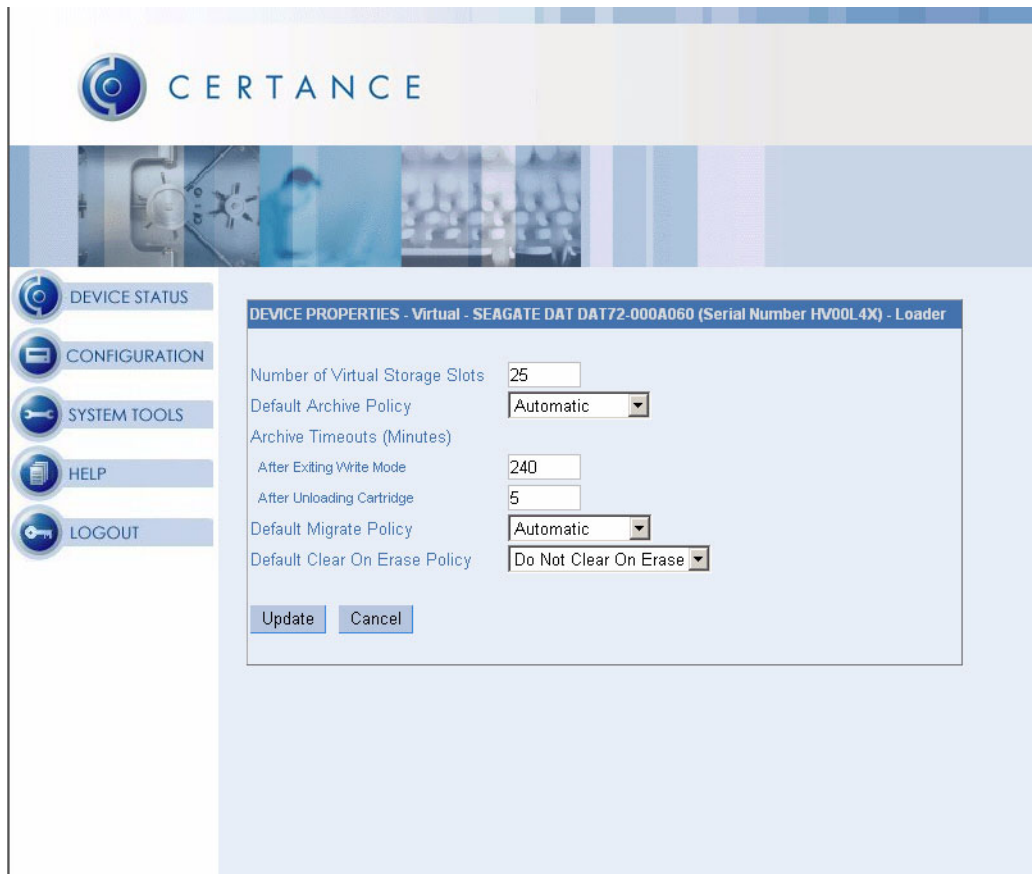 CERTANCE
DEVICE STATUS
CONFIGURATION
SYSTEM TOOLS
HELP
LOGOUT
DEVICE PROPERTIES - Virtual - SEAGATE DAT DAT72-000A060 (Serial Number HV00L4X) - Loader
Number of Virtual Storage Slots 25
Default Archive Policy Automatic
Archive Timeouts (Minutes)
After Exiting Write Mode 240
After Unloading Cartridge 5
Default Migrate Policy Automatic
Default Clear On Erase Policy Do Not Clear On Erase
Update Cancel